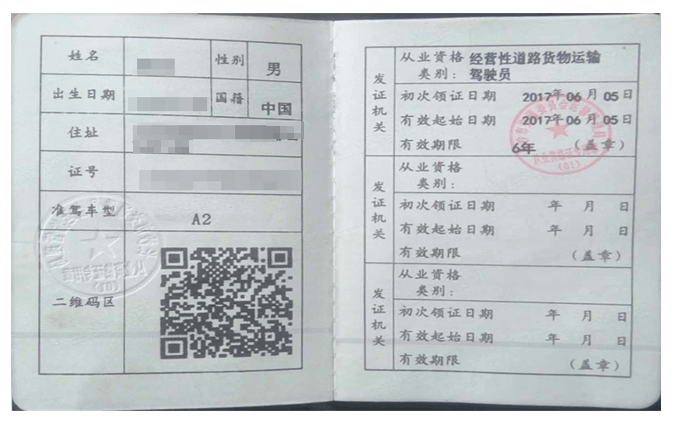 姓名 性别 男
出生日期 国籍 中国
住址
证号
准驾车型 A2
二维码区
发证机关
从业资格类别： 经营性道路货物运输驾驶员
初次领证日期 2017年06月05日
有效起始日期 2017年06月05日
有效期限 6年 （盖章）
发证机关
从业资格类别：
初次领证日期 年 月 日
有效起始日期 年 月 日
有效期限 （盖章）
发证机关
从业资格类别：
初次领证日期 年 月 日
有效起始日期 年 月 日
有效期限 （盖章）